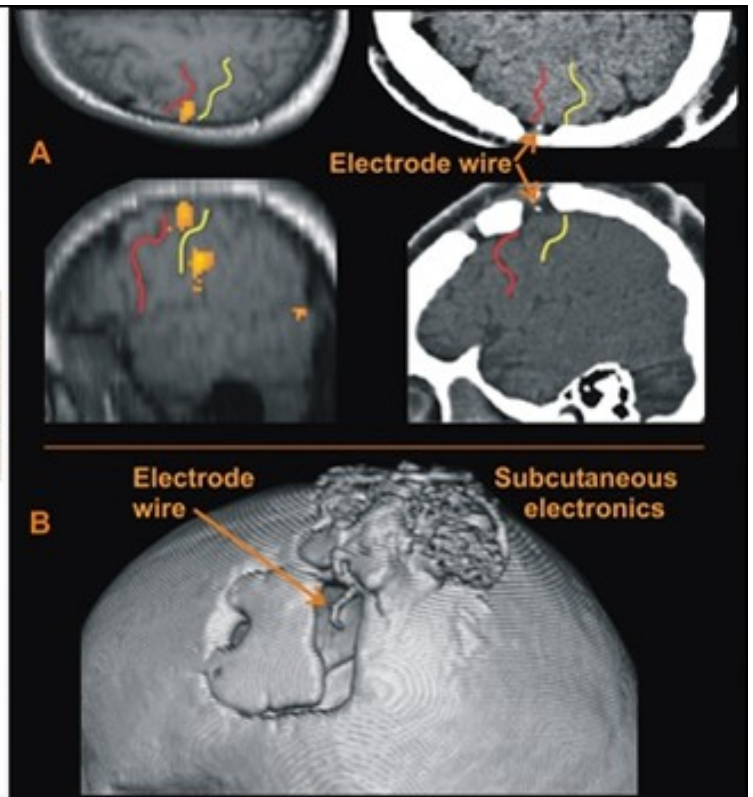 A
Electrode wire
Electrode
wire
Subcutaneous
electronics
B